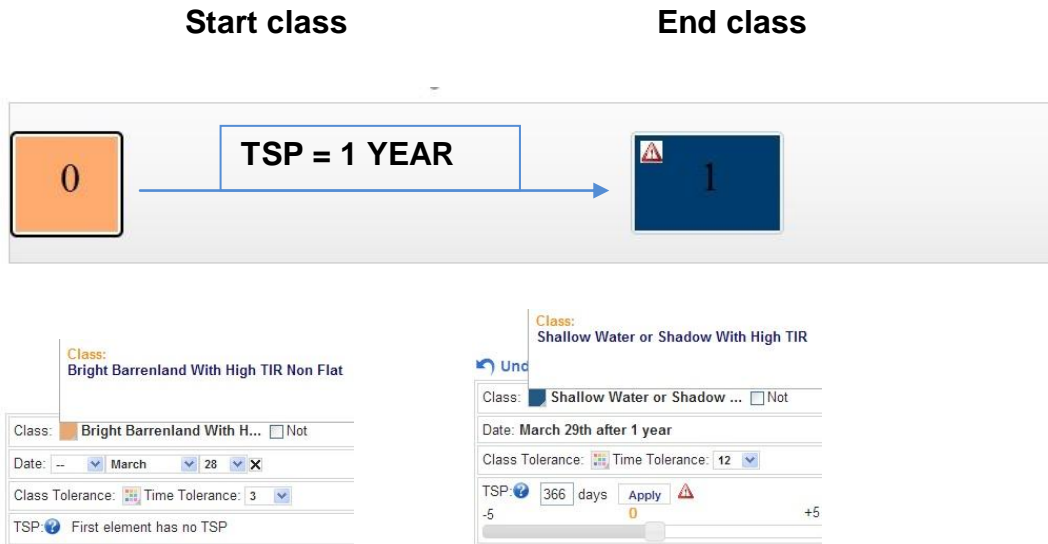 Start class End class
TSP = 1 YEAR
0 1
Class:
Bright Barrenland With High TIR Non Flat
Class: Bright Barrenland With H... Not
Date: -- March 28
Class Tolerance: Time Tolerance: 3
TSP: First element has no TSP
Class:
Shallow Water or Shadow With High TIR
Und
Class: Shallow Water or Shadow ... Not
Date: March 29th after 1 year
Class Tolerance: Time Tolerance: 12
TSP: 366 days Apply
-5 0 +5